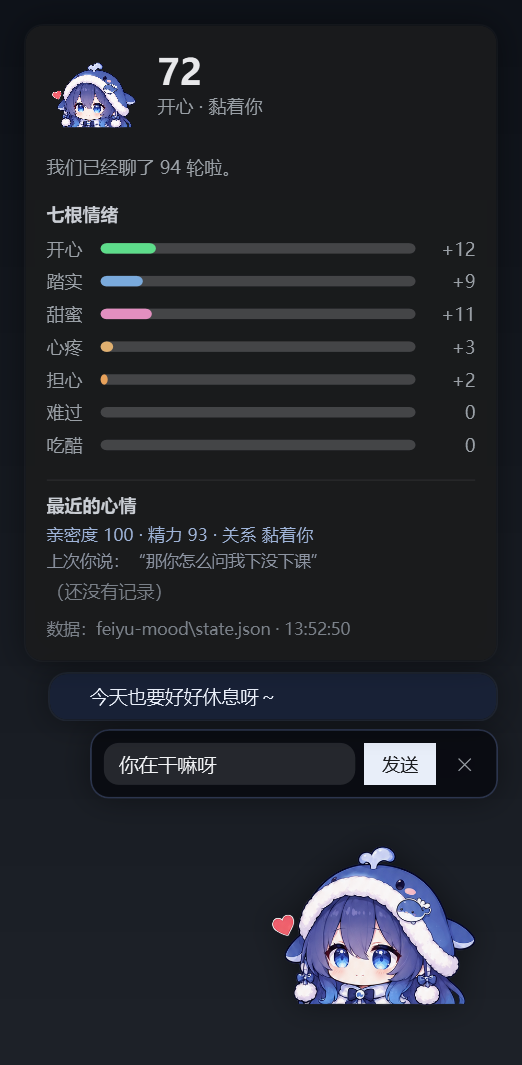 72
开心 · 黏着你
我们已经聊了 94 轮啦。
七根情绪
开心 +12
踏实 +9
甜蜜 +11
心疼 +3
担心 +2
难过 0
吃醋 0
最近的心情
亲密度 100 · 精力 93 · 关系 黏着你
上次你说：“那你怎么问我下没下课”
（还没有记录）
数据：feiyu-mood\state.json · 13:52:50
今天也要好好休息呀~
你在干嘛呀 发送